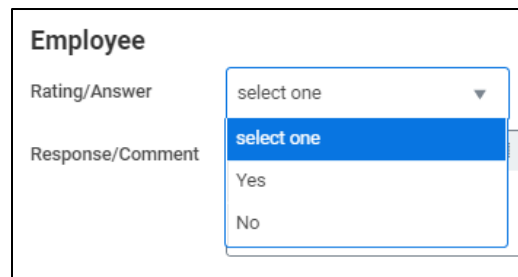 Employee
Rating/Answer
select one
Response/Comment
select one
Yes
No